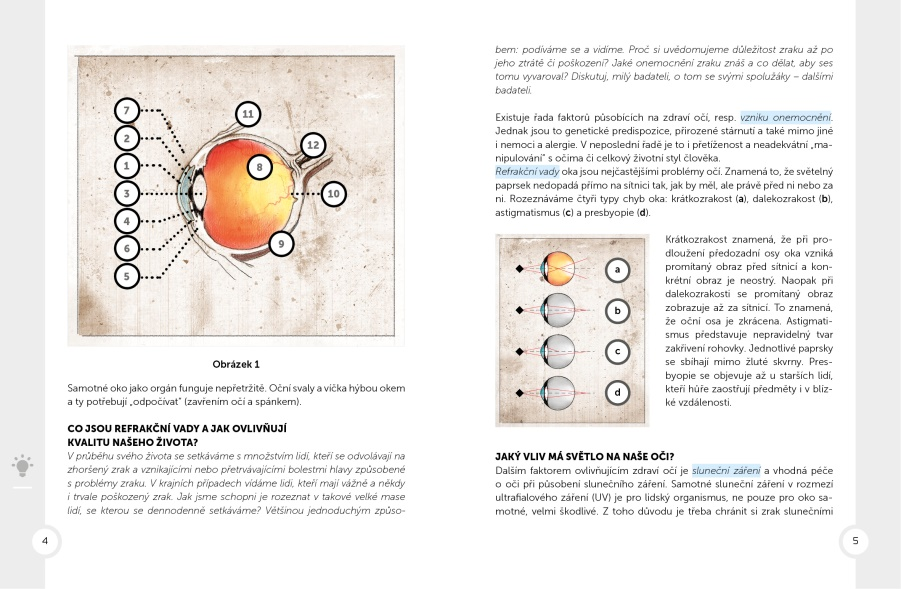 7
2
1
3
4
6
5
11
12
8
10
9
Obrázek 1
Samotné oko jako orgán funguje nepřetržitě. Oční svaly a víčka hýbou okem
a ty potřebují „odpočívat“ (zavřením očí a spánkem).
CO JSOU REFRAKČNÍ VADY A JAK OVLIVŇUJÍ
KVALITU NAŠEHO ŽIVOTA?
V průběhu svého života se setkáváme s množstvím lidí, kteří se odvolávají na
zhoršený zrak a vznikajícími nebo přetrvávajícími bolestmi hlavy způsobené
s problémy zraku. V krajních případech vídáme lidi, kteří mají vážně a někdy
i trvale poškozený zrak. Jak jsme schopni je rozeznat v takové velké mase
lidí, se kterou se dennodenně setkáváme? Většinou jednoduchým způso-
4
bem: podíváme se a vidíme. Proč si uvědomujeme důležitost zraku až po
jeho ztrátě či poškození? Jaké onemocnění zraku znáš a co dělat, aby ses
tomu vyvaroval? Diskutuj, milý badateli, o tom se svými spolužáky – dalšími
badateli.
Existuje řada faktorů působících na zdraví očí, resp. vzniku onemocnění.
Jednak jsou to genetické predispozice, přirozené stárnutí a také mimo jiné
i nemoci a alergie. V neposlední řadě je to i přetíženost a neadekvátní „ma-
nipulování“ s očima či celkový životní styl člověka.
Refrakční vady oka jsou nejčastějšími problémy očí. Znamená to, že světelný
paprsek nedopadá přímo na sítnici tak, jak by měl, ale právě před ni nebo za
ni. Rozeznáváme čtyři typy chyb oka: krátkozrakost (a), dalekozrakost (b),
astigmatismus (c) a presbyopie (d).
a
b
c
d
Krátkozrakost znamená, že při pro-
dloužení předozadní osy oka vzniká
promítaný obraz před sítnicí a kon-
krétní obraz je neostrý. Naopak při
dalekozrakosti se promítaný obraz
zobrazuje až za sítnicí. To znamená,
že oční osa je zkrácena. Astigmati-
smus představuje nepravidelný tvar
zakřivení rohovky. Jednotlivé paprsky
se sbíhají mimo žluté skvrny. Pres-
byopie se objevuje až u starších lidí,
kteří hůře zaostřují předměty i v blíz-
ké vzdálenosti.
JAKÝ VLIV MÁ SVĚTLO NA NAŠE OČI?
Dalším faktorem ovlivňujícím zdraví očí je sluneční záření a vhodná péče
o oči při působení slunečního záření. Samotné sluneční záření v rozmezí
ultrafialového záření (UV) je pro lidský organismus, ne pouze pro oko sa-
motné, velmi škodlivé. Z toho důvodu je třeba chránit si zrak slunečními
5